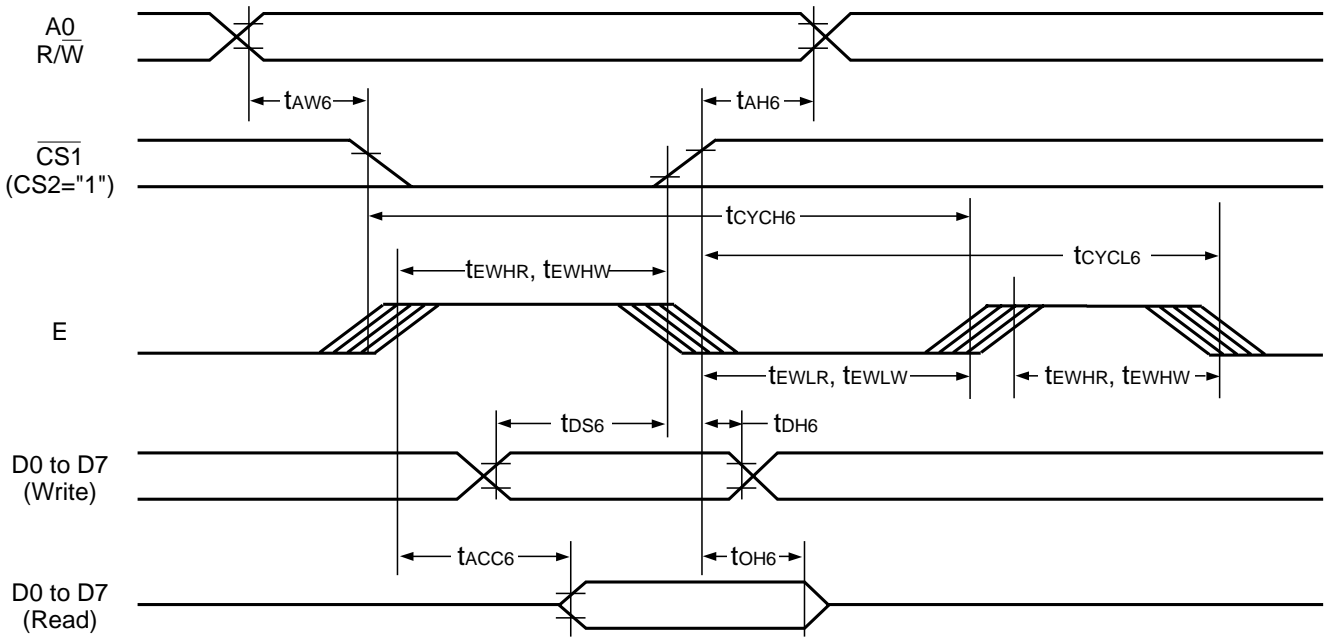 A0
R/W̅
tAW6
tAH6
C̅S̅1̅
(CS2="1")
tCYCH6
tCYCL6
tEWHR, tEWHW
E
tEWLR, tEWLW
tEWHR, tEWHW
tDS6
tDH6
D0 to D7
(Write)
tACC6
tOH6
D0 to D7
(Read)